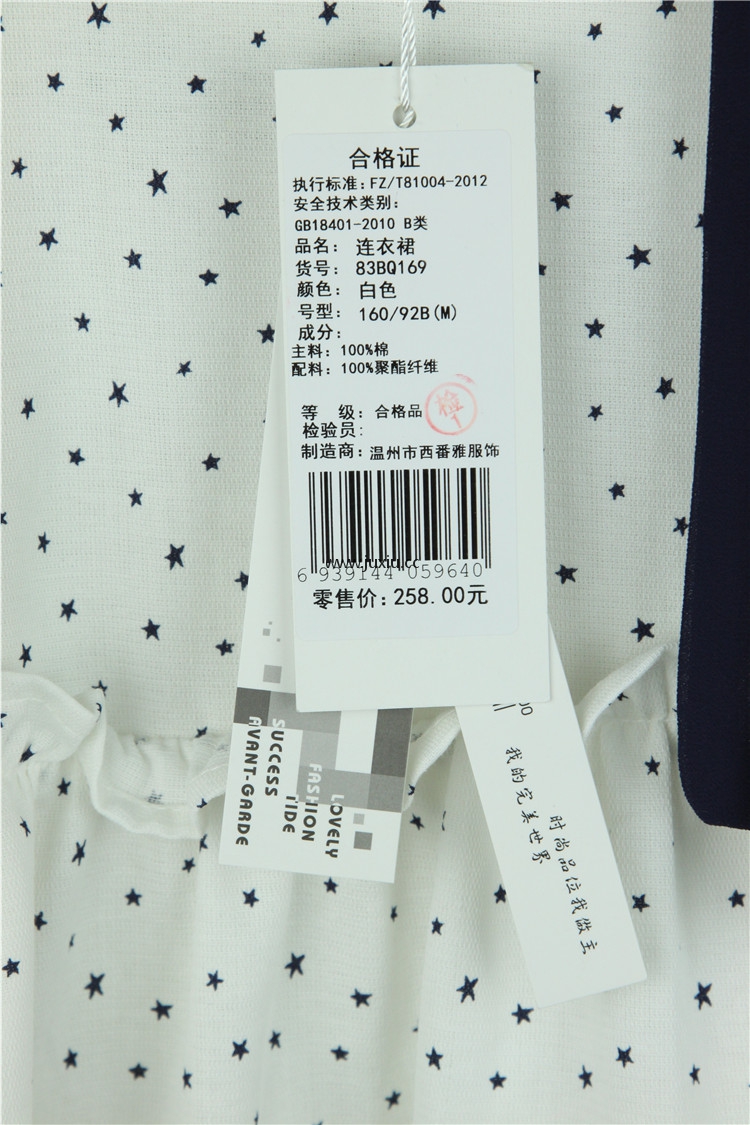 合格证
执行标准:FZ/T81004-2012
安全技术类别:
GB18401-2010 B类
品名: 连衣裙
货号: 83BQ169
颜色: 白色
号型: 160/92B(M)
成分:
主料: 100%棉
配料: 100%聚酯纤维
等 级: 合格品
检验员:
检
1
制造商: 温州市西番雅服饰
www.juxiu.cc
6 939144 059640
零售价: 258.00元
LOVELY
FASHION
TIDE
SUCCESS
AVANT-GARDE
我的完美世界
时尚品位我做主